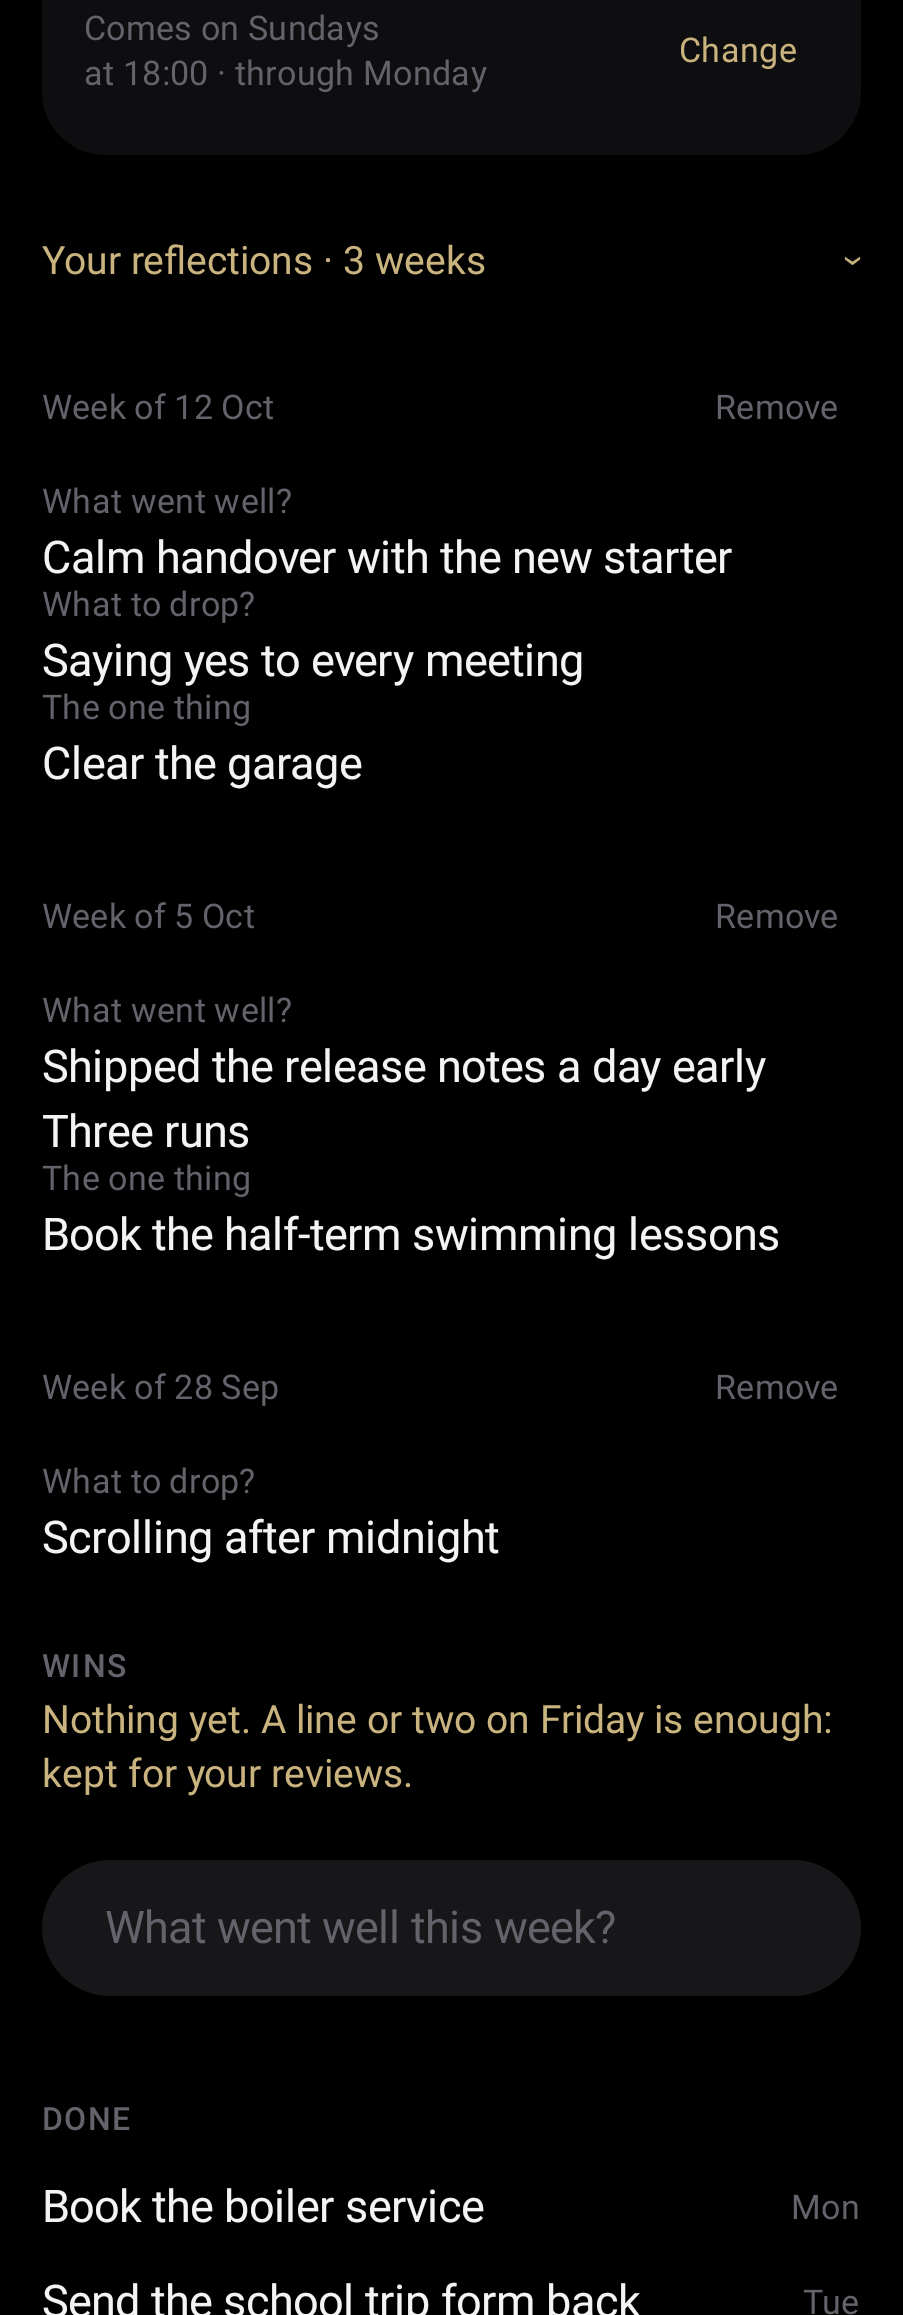 Comes on Sundays
at 18:00 · through Monday
Change
Your reflections · 3 weeks
Week of 12 Oct
Remove
What went well?
Calm handover with the new starter
What to drop?
Saying yes to every meeting
The one thing
Clear the garage
Week of 5 Oct
Remove
What went well?
Shipped the release notes a day early
Three runs
The one thing
Book the half-term swimming lessons
Week of 28 Sep
Remove
What to drop?
Scrolling after midnight
WINS
Nothing yet. A line or two on Friday is enough:
kept for your reviews.
What went well this week?
DONE
Book the boiler service
Mon
Send the school trip form back
Tue